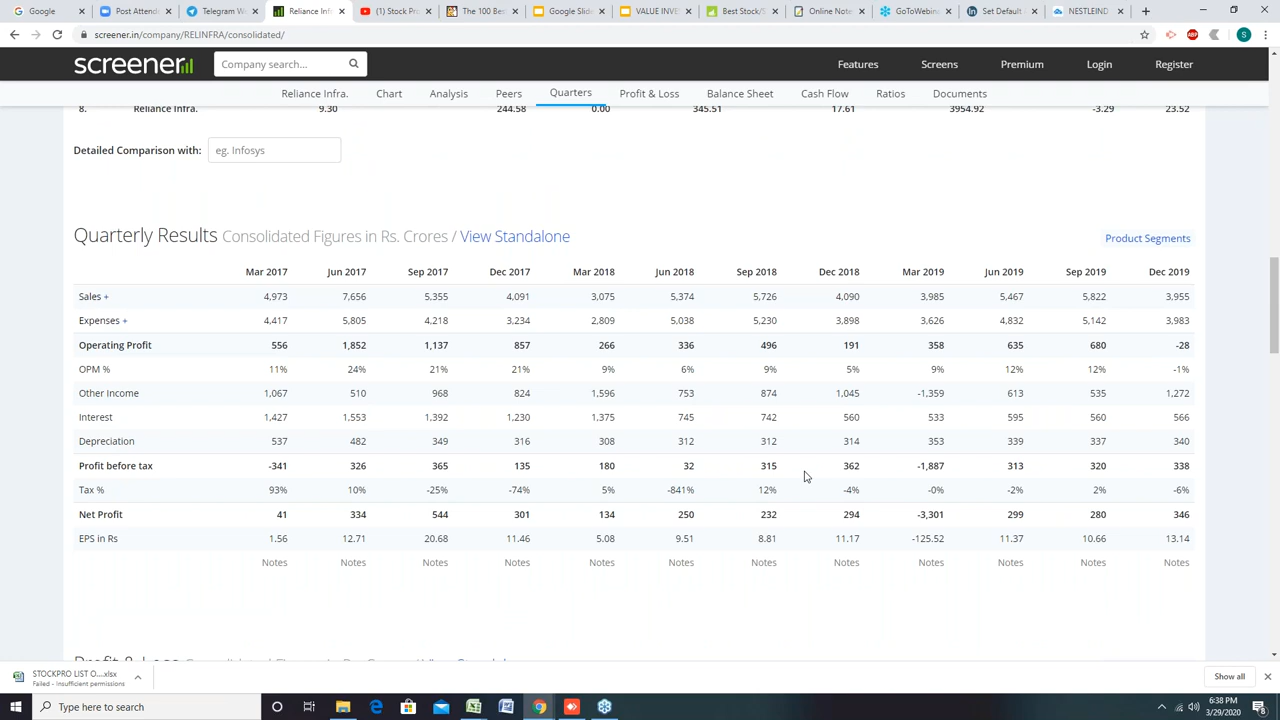 Google
Post Attende
Telegram We
Reliance Infr
(1) Stock Pro
The 100 Bes
Google Slide
VALUE INVE
Best Stock/S
Online Note
GoToWebina
Set Default
NESTLEIND
screener.in/company/RELINFRA/consolidated/
screener
Company search...
Features
Screens
Premium
Login
Register
Reliance Infra.
Chart
Analysis
Peers
Quarters
Profit & Loss
Balance Sheet
Cash Flow
Ratios
Documents
8. Reliance Infra. 9.30 244.58 0.00 345.51 17.61 3954.92 -3.29 23.52
Detailed Comparison with: eg. Infosys
Quarterly Results Consolidated Figures in Rs. Crores / View Standalone
Product Segments
Mar 2017 Jun 2017 Sep 2017 Dec 2017 Mar 2018 Jun 2018 Sep 2018 Dec 2018 Mar 2019 Jun 2019 Sep 2019 Dec 2019
Sales + 4,973 7,656 5,355 4,091 3,075 5,374 5,726 4,090 3,985 5,467 5,822 3,955
Expenses + 4,417 5,805 4,218 3,234 2,809 5,038 5,230 3,898 3,626 4,832 5,142 3,983
Operating Profit 556 1,852 1,137 857 266 336 496 191 358 635 680 -28
OPM % 11% 24% 21% 21% 9% 6% 9% 5% 9% 12% 12% -1%
Other Income 1,067 510 968 824 1,596 753 874 1,045 -1,359 613 535 1,272
Interest 1,427 1,553 1,392 1,230 1,375 745 742 560 533 595 560 566
Depreciation 537 482 349 316 308 312 312 314 353 339 337 340
Profit before tax -341 326 365 135 180 32 315 362 -1,887 313 320 338
Tax % 93% 10% -25% -74% 5% -841% 12% -4% -0% -2% 2% -6%
Net Profit 41 334 544 301 134 250 232 294 -3,301 299 280 346
EPS in Rs 1.56 12.71 20.68 11.46 5.08 9.51 8.81 11.17 -125.52 11.37 10.66 13.14
Notes Notes Notes Notes Notes Notes Notes Notes Notes Notes Notes Notes
STOCKPRO LIST O....xlsx
Failed - Insufficient permissions
Show all
Type here to search
6:38 PM
3/29/2020